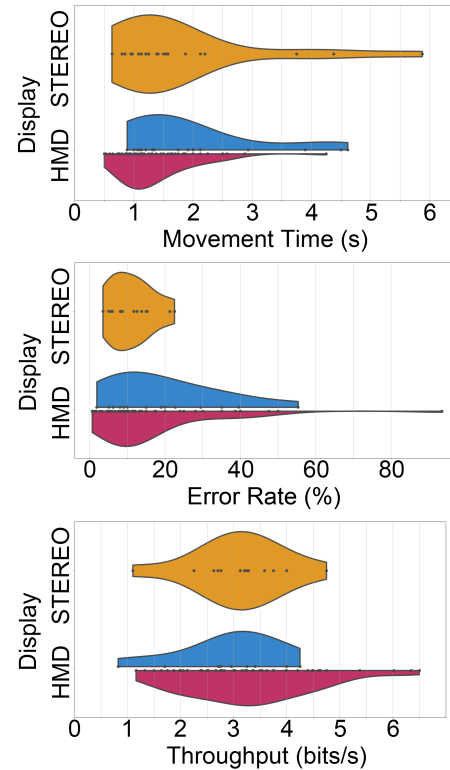 Display
STEREO
HMD
0 1 2 3 4 5 6
Movement Time (s)
Display
STEREO
HMD
0 20 40 60 80
Error Rate (%)
Display
STEREO
HMD
0 1 2 3 4 5 6
Throughput (bits/s)